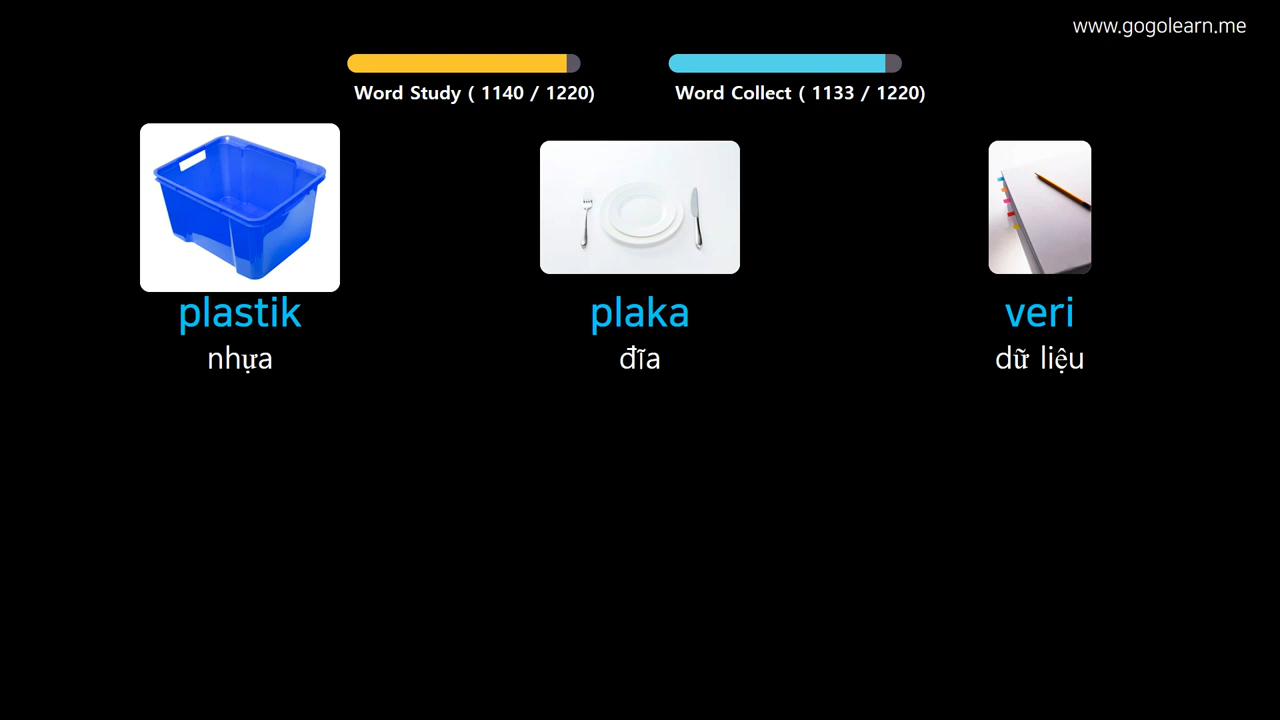 www.gogolearn.me
Word Study ( 1140 / 1220)
Word Collect ( 1133 / 1220)
plastik
nhựa
plaka
đĩa
veri
dữ liệu